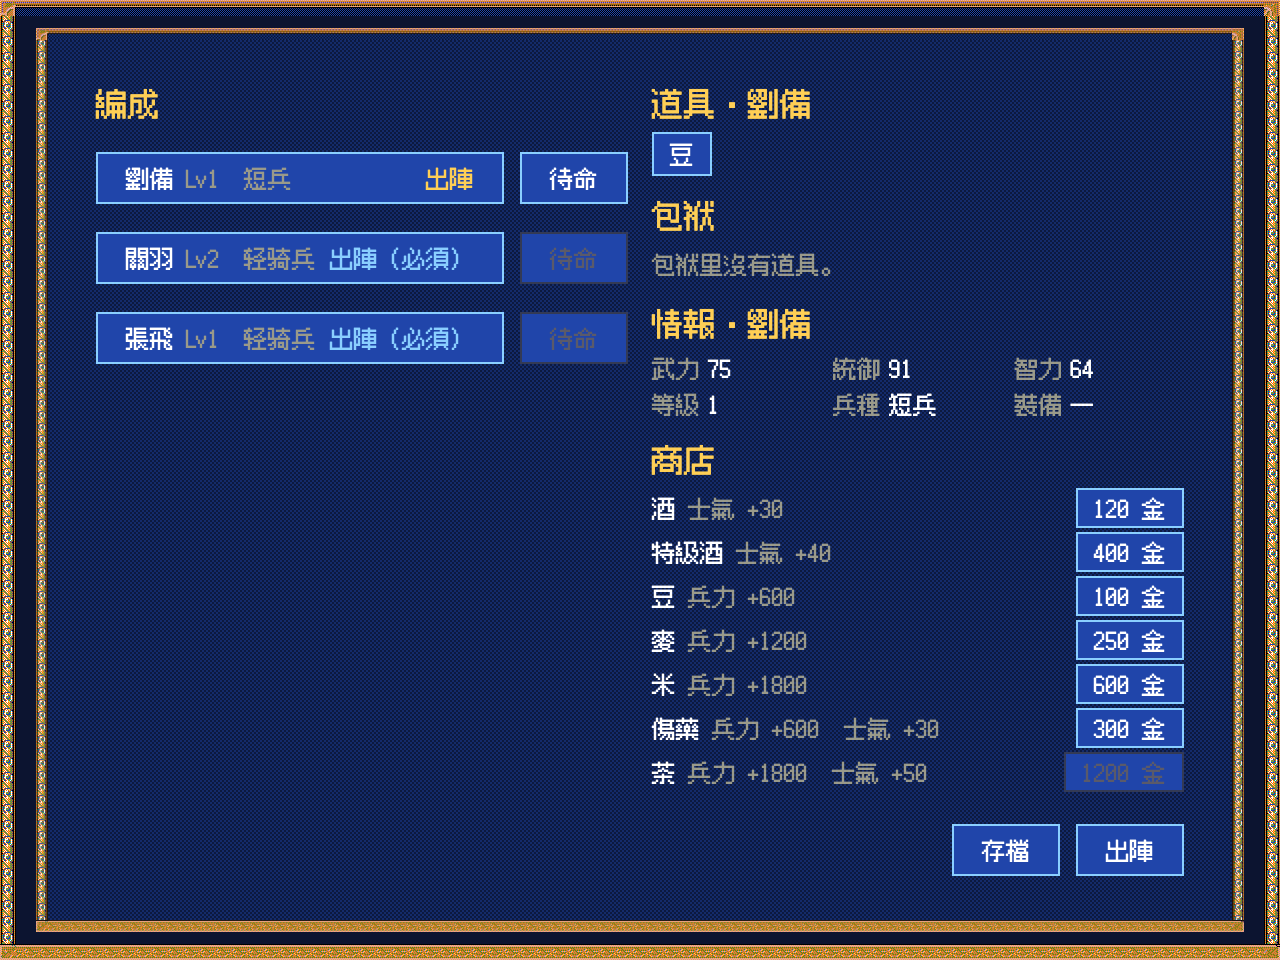 編成
劉備 Lv1 短兵 出陣 待命
關羽 Lv2 轻骑兵 出陣（必須） 待命
張飛 Lv1 轻骑兵 出陣（必須） 待命
道具·劉備
豆
包袱
包袱里沒有道具。
情報·劉備
武力 75 統御 91 智力 64
等級 1 兵種 短兵 裝備 —
商店
酒 士氣 +30 120 金
特級酒 士氣 +40 400 金
豆 兵力 +600 100 金
麥 兵力 +1200 250 金
米 兵力 +1800 600 金
傷藥 兵力 +600 士氣 +30 300 金
茶 兵力 +1800 士氣 +50 1200 金
存檔 出陣